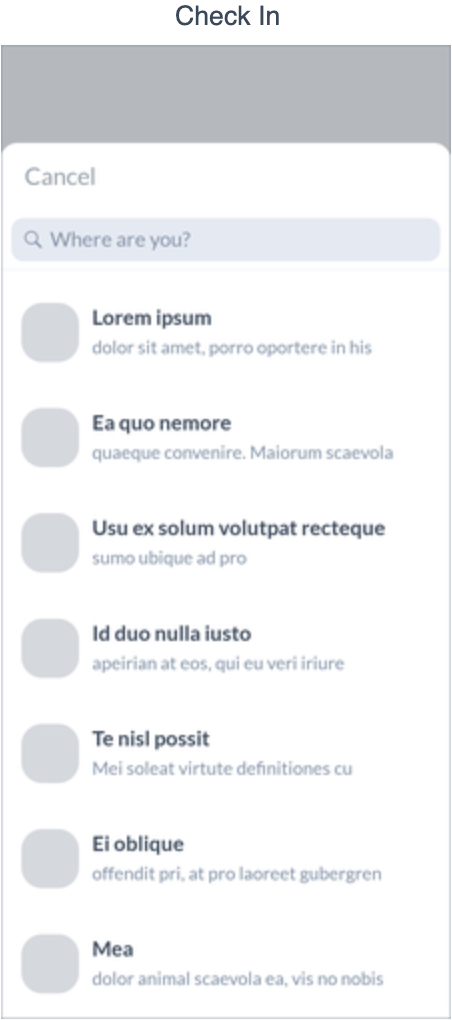 Check In
Cancel
Where are you?
Lorem ipsum
dolor sit amet, porro oportere in his
Ea quo nemore
quaeque convenire. Maiorum scaevola
Usu ex solum volutpat recteque
sumo ubique ad pro
Id duo nulla iusto
apeirian at eos, qui eu veri iriure
Te nisl possit
Mei soleat virtute definitiones cu
Ei oblique
offendit pri, at pro laoreet gubergren
Mea
dolor animal scaevola ea, vis no nobis